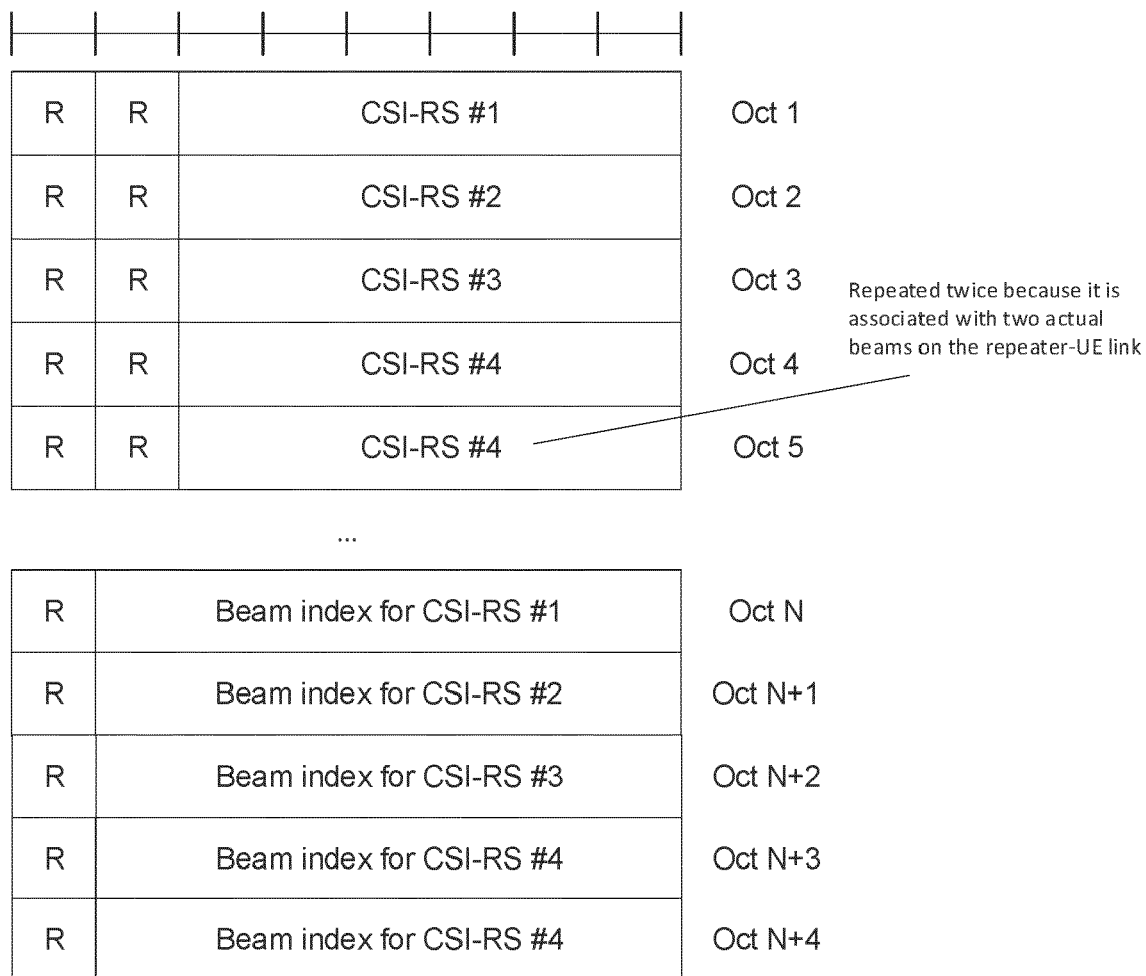 R R CSI-RS #1 Oct 1
R R CSI-RS #2 Oct 2
R R CSI-RS #3 Oct 3
Repeated twice because it is
associated with two actual
beams on the repeater-UE link
R R CSI-RS #4 Oct 4
R R CSI-RS #4 Oct 5
...
R Beam index for CSI-RS #1 Oct N
R Beam index for CSI-RS #2 Oct N+1
R Beam index for CSI-RS #3 Oct N+2
R Beam index for CSI-RS #4 Oct N+3
R Beam index for CSI-RS #4 Oct N+4